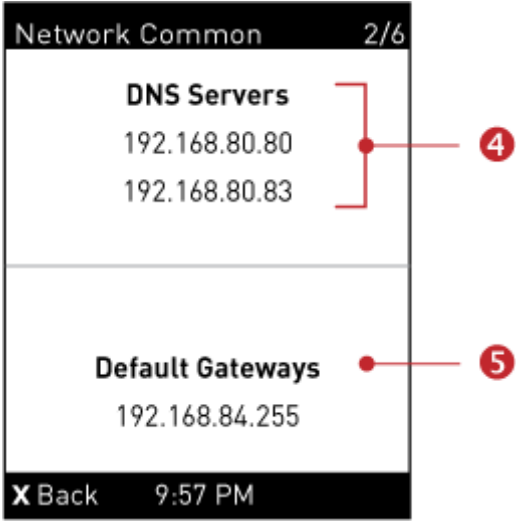 Network Common 2/6
DNS Servers
192.168.80.80
4
192.168.80.83
Default Gateways
5
192.168.84.255
X Back 9:57 PM